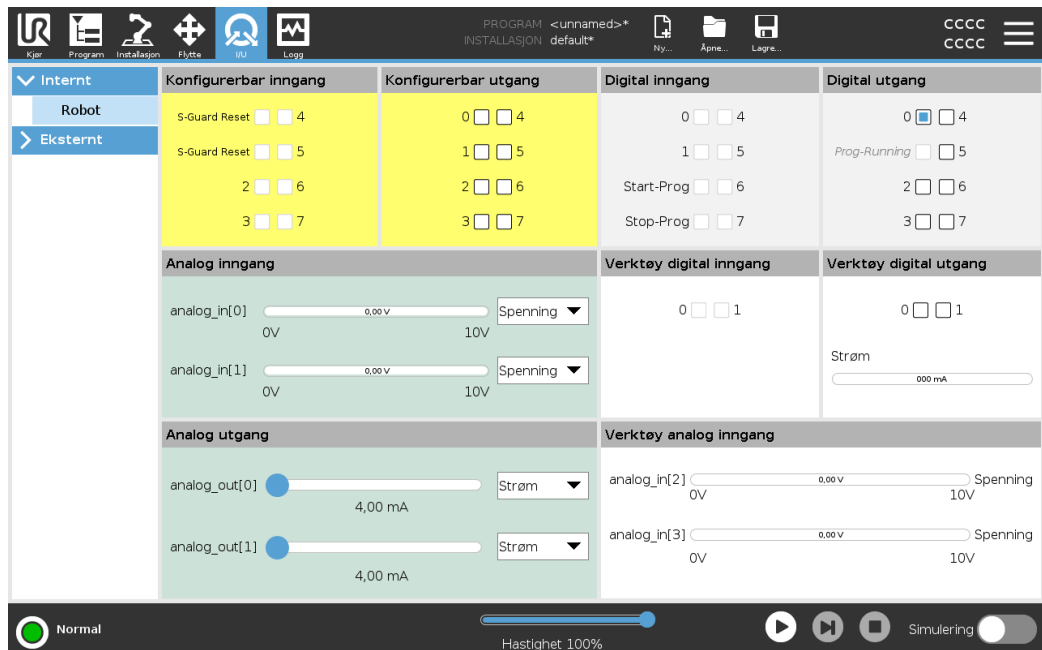 PROGRAM <unnamed>*
INSTALLASJON default*
CCCC
CCCC
Kjør Program Installasjon Flytte I/U Logg Ny... Åpne... Lagre...
Internt
Robot
Eksternt
Konfigurerbar inngang
S-Guard Reset 4
S-Guard Reset 5
2 6
3 7
Konfigurerbar utgang
0 4
1 5
2 6
3 7
Digital inngang
0 4
1 5
Start-Prog 6
Stop-Prog 7
Digital utgang
0 4
Prog-Running 5
2 6
3 7
Analog inngang
analog_in[0] 0,00 V Spenning
0V 10V
analog_in[1] 0,00 V Spenning
0V 10V
Verktøy digital inngang
0 1
Verktøy digital utgang
0 1
Strøm
000 mA
Analog utgang
analog_out[0] Strøm
4,00 mA
analog_out[1] Strøm
4,00 mA
Verktøy analog inngang
analog_in[2] 0,00 V Spenning
0V 10V
analog_in[3] 0,00 V Spenning
0V 10V
Normal
Hastighet 100%
Simulering